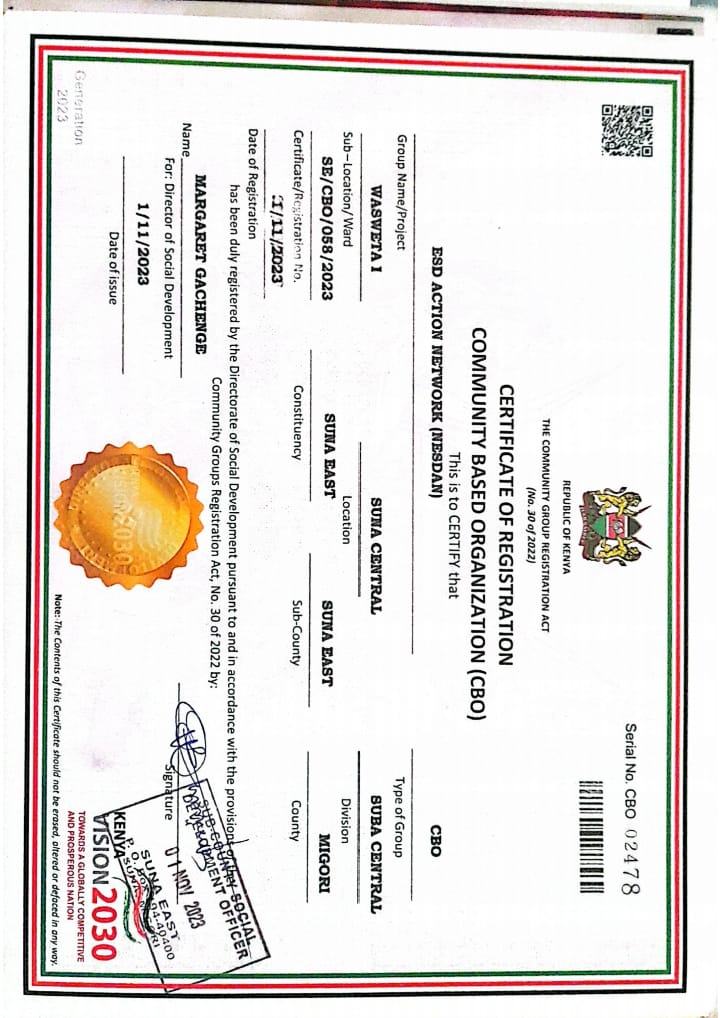 Serial No. CBO 02478
REPUBLIC OF KENYA
THE COMMUNITY GROUP REGISTRATION ACT
(No. 30 of 2022)
CERTIFICATE OF REGISTRATION
COMMUNITY BASED ORGANIZATION (CBO)
This is to CERTIFY that
ESD ACTION NETWORK (NESDAN) CBO
Group Name/Project Type of Group
WASWETA I SUNA CENTRAL SUBA CENTRAL
Sub-Location/Ward Location Division
SE/CBO/058/2023 SUNA EAST SUNA EAST MIGORI
Certificate/Registration No. Constituency Sub-County County
/11/2023
Date of Registration
has been duly registered by the Directorate of Social Development pursuant to and in accordance with the provisions of the
Community Groups Registration Act, No. 30 of 2022 by:
MARGARET GACHENGE
Name Signature
For: Director of Social Development
1/11/2023
Date of issue
SUB-COUNTY SOCIAL
DEVELOPMENT OFFICER
01 NOV 2023
SUNA EAST
P. O. Box 40400
KENYA
VISION 2030
TOWARDS A GLOBALLY COMPETITIVE
AND PROSPEROUS NATION
VISION 2030
Generation
2023
Note:-The Contents of this Certificate should not be erased, altered or defaced in any way.